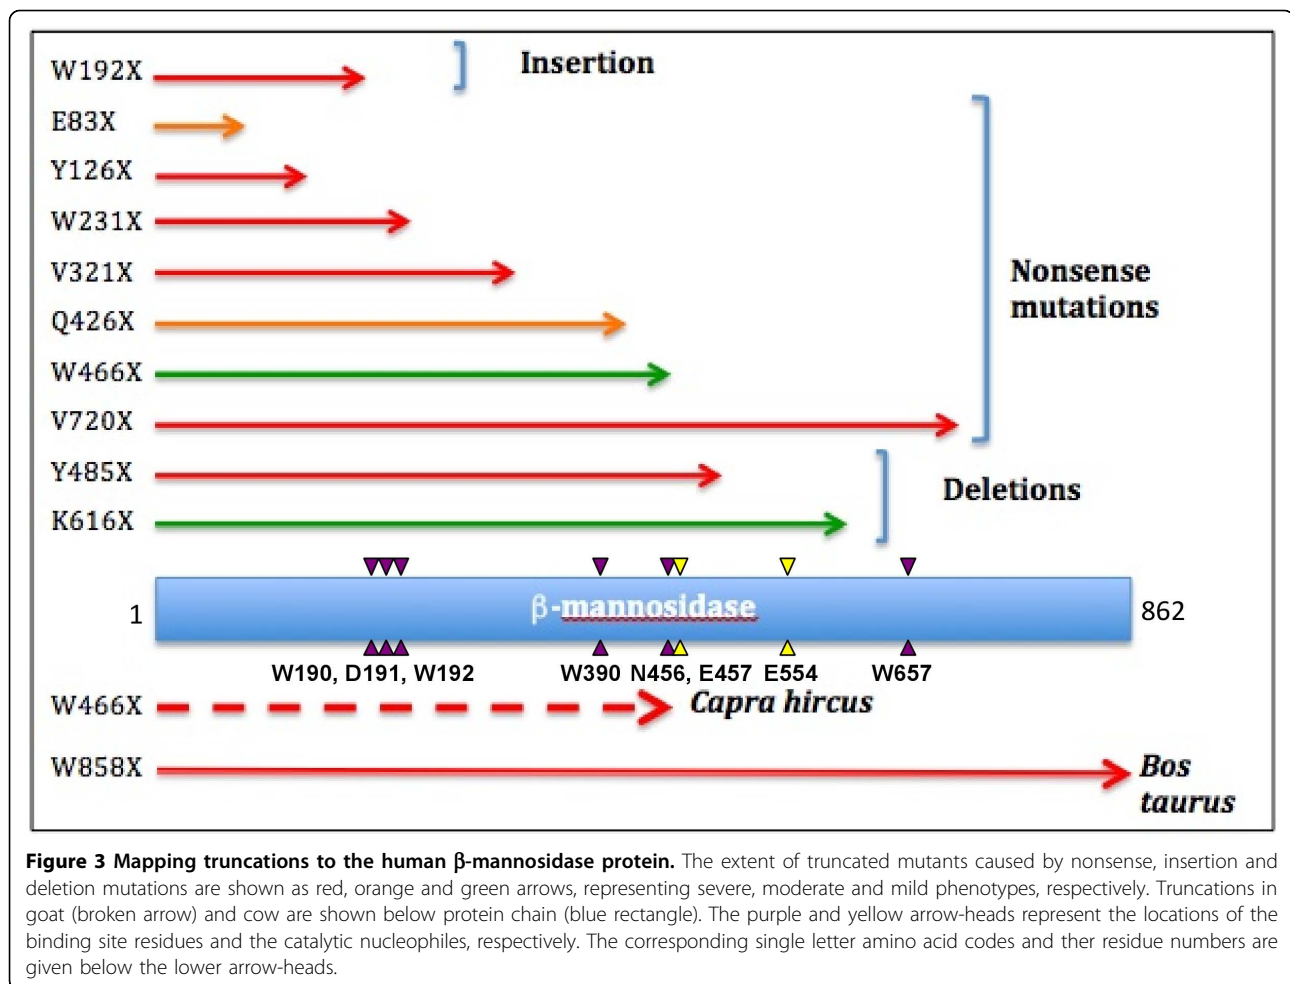 W192X
Insertion
E83X
Y126X
W231X
V321X
Nonsense
mutations
Q426X
W466X
V720X
Y485X
Deletions
K616X
1
β-mannosidase
862
W190, D191, W192 W390 N456, E457 E554 W657
W466X
Capra hircus
W858X
Bos
taurus
Figure 3 Mapping truncations to the human β-mannosidase protein. The extent of truncated mutants caused by nonsense, insertion and
deletion mutations are shown as red, orange and green arrows, representing severe, moderate and mild phenotypes, respectively. Truncations in
goat (broken arrow) and cow are shown below protein chain (blue rectangle). The purple and yellow arrow-heads represent the locations of the
binding site residues and the catalytic nucleophiles, respectively. The corresponding single letter amino acid codes and ther residue numbers are
given below the lower arrow-heads.